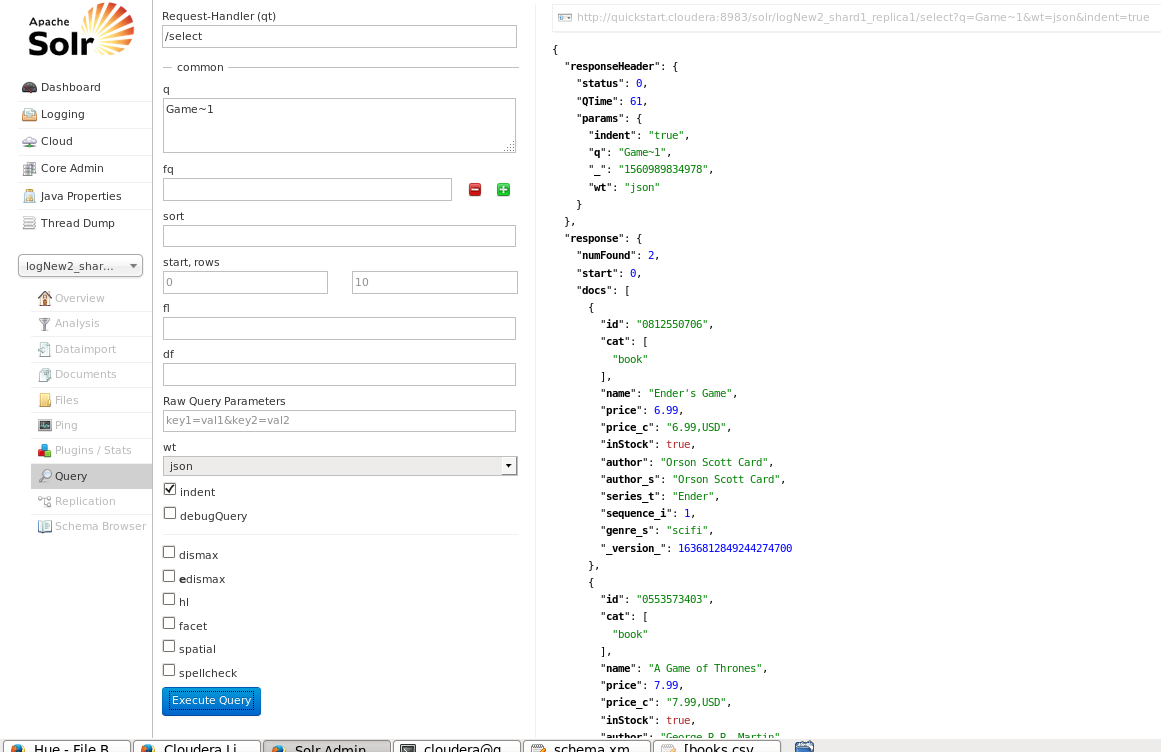 Apache
Solr
Dashboard
Logging
Cloud
Core Admin
Java Properties
Thread Dump
logNew2_shar...
Overview
Analysis
Dataimport
Documents
Files
Ping
Plugins / Stats
Query
Replication
Schema Browser
Request-Handler (qt)
/select
common
q
Game~1
fq
sort
start, rows
0 10
fl
df
Raw Query Parameters
key1=val1&key2=val2
wt
json
indent
debugQuery
dismax
edismax
hl
facet
spatial
spellcheck
Execute Query
http://quickstart.cloudera:8983/solr/logNew2_shard1_replica1/select?q=Game~1&wt=json&indent=true
{
"responseHeader": {
"status": 0,
"QTime": 61,
"params": {
"indent": "true",
"q": "Game~1",
"_": "1560989834978",
"wt": "json"
}
},
"response": {
"numFound": 2,
"start": 0,
"docs": [
{
"id": "0812550706",
"cat": [
"book"
],
"name": "Ender's Game",
"price": 6.99,
"price_c": "6.99,USD",
"inStock": true,
"author": "Orson Scott Card",
"author_s": "Orson Scott Card",
"series_t": "Ender",
"sequence_i": 1,
"genre_s": "scifi",
"_version_": 1636812849244274700
},
{
"id": "0553573403",
"cat": [
"book"
],
"name": "A Game of Thrones",
"price": 7.99,
"price_c": "7.99,USD",
"inStock": true,
"author": "George R.R. Martin",
Hue - File B
Cloudera Li
Solr Admin
cloudera@q
schema.xm
[books.csv